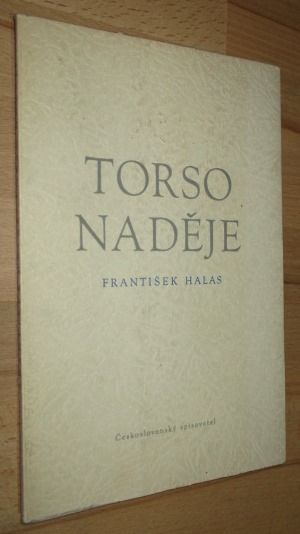 TORSO
NADĚJE
FRANTIŠEK HALAS
Československý spisovatel